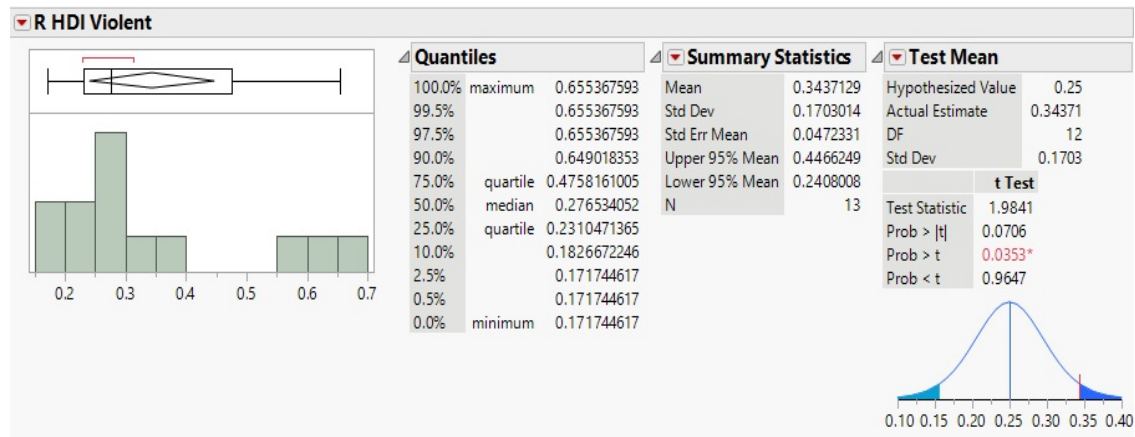 R HDI Violent
0.2 0.3 0.4 0.5 0.6 0.7
Quantiles
100.0% maximum 0.655367593
99.5% 0.655367593
97.5% 0.655367593
90.0% 0.649018353
75.0% quartile 0.4758161005
50.0% median 0.276534052
25.0% quartile 0.2310471365
10.0% 0.1826672246
2.5% 0.171744617
0.5% 0.171744617
0.0% minimum 0.171744617
Summary Statistics
Mean 0.3437129
Std Dev 0.1703014
Std Err Mean 0.0472331
Upper 95% Mean 0.4466249
Lower 95% Mean 0.2408008
N 13
Test Mean
Hypothesized Value 0.25
Actual Estimate 0.34371
DF 12
Std Dev 0.1703
t Test
Test Statistic 1.9841
Prob > |t| 0.0706
Prob > t 0.0353*
Prob < t 0.9647
0.10 0.15 0.20 0.25 0.30 0.35 0.40